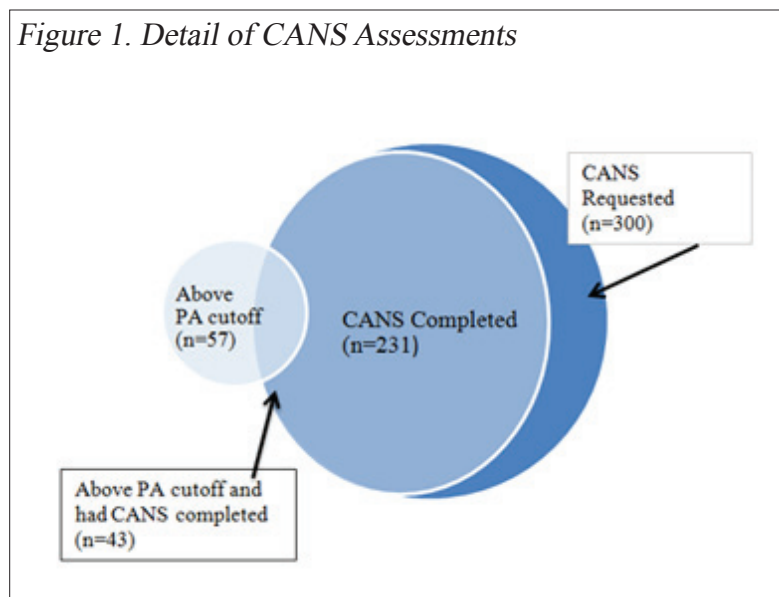 Figure 1. Detail of CANS Assessments
CANS
Requested
(n=300)
Above
PA cutoff
(n=57)
CANS Completed
(n=231)
Above PA cutoff and
had CANS completed
(n=43)